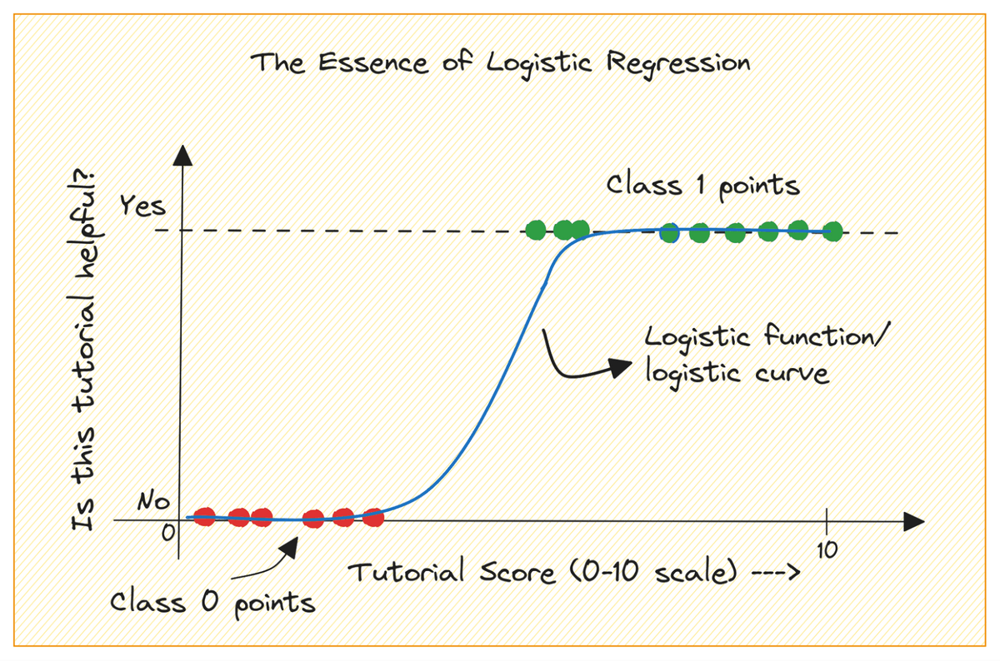 The Essence of Logistic Regression
Is this tutorial helpful?
Yes
Class 1 points
Logistic function/
logistic curve
No
0
10
Tutorial Score (0-10 scale) --->
Class 0 points